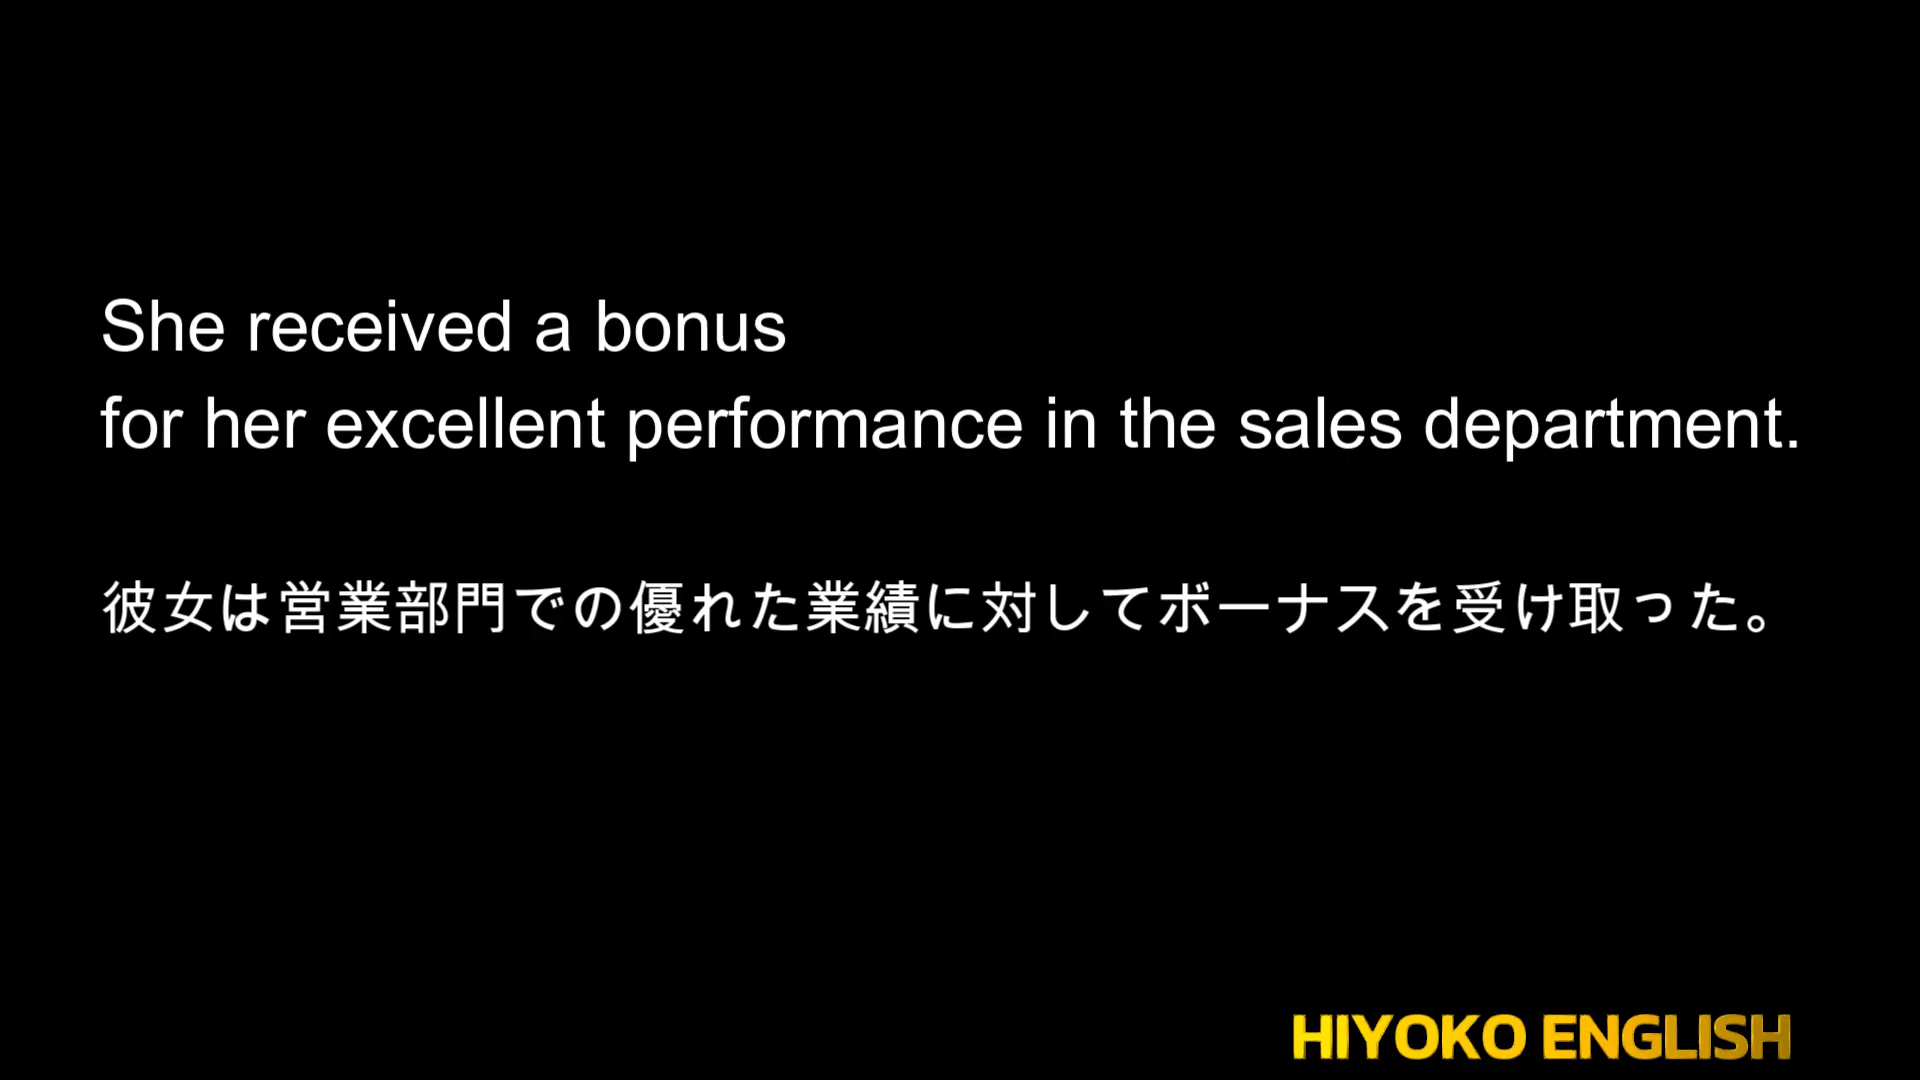 She received a bonus
for her excellent performance in the sales department.
彼女は営業部門での優れた業績に対してボーナスを受け取った。
HIYOKO ENGLISH